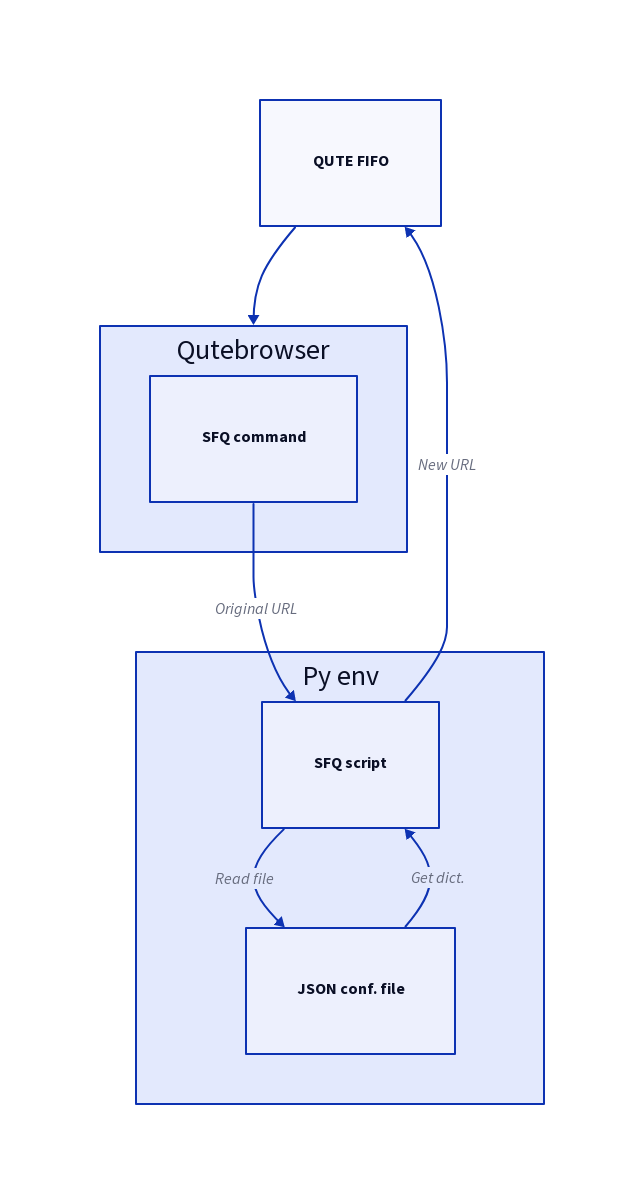 QUTE FIFO
Qutebrowser
SFQ command
New URL
Original URL
Py env
SFQ script
Read file
Get dict.
JSON conf. file